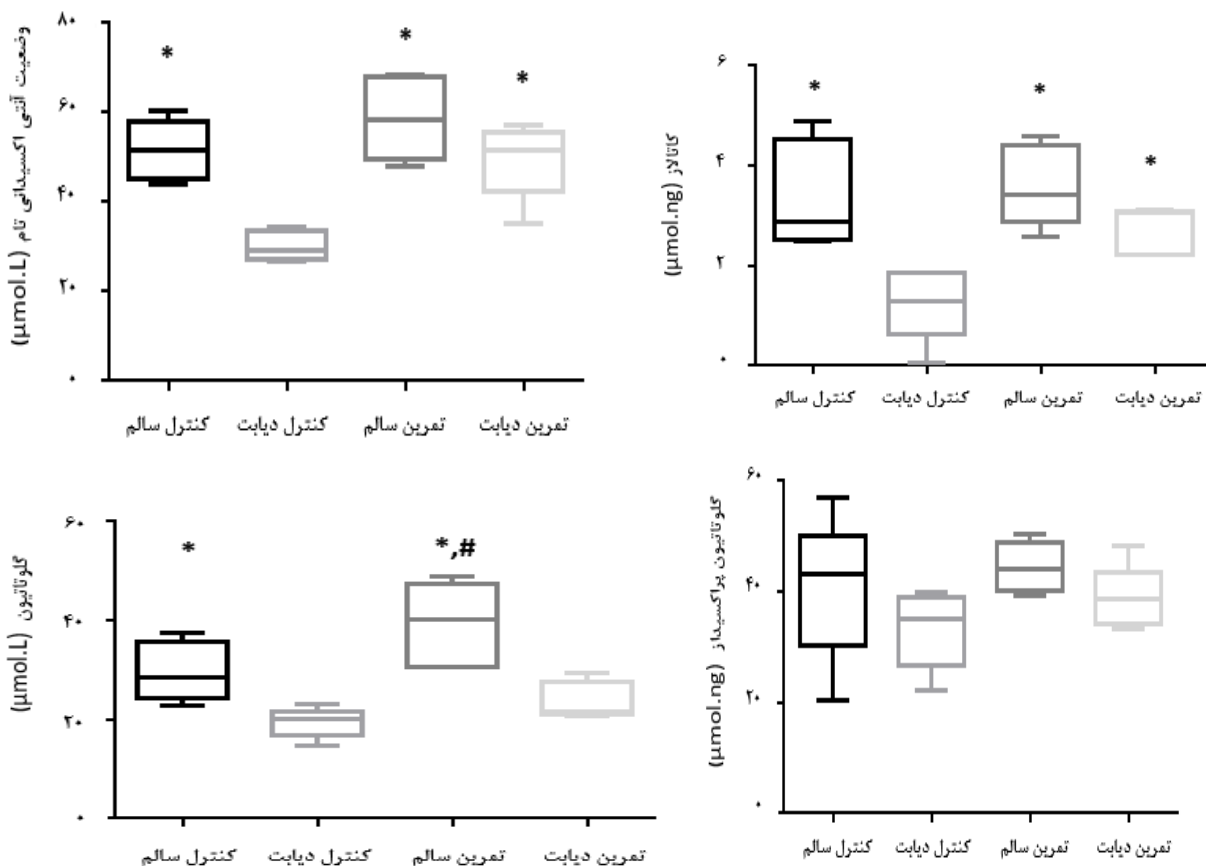 وضعیت آنتی اکسیدانی تام (μmol.L)
۸۰
۶۰
۴۰
۲۰
۰
*
*
*
کنترل سالم
کنترل دیابت
تمرین سالم
تمرین دیابت
کاتالاز (μmol.ng)
۶
۴
۲
۰
*
*
*
کنترل سالم
کنترل دیابت
تمرین سالم
تمرین دیابت
گلوتاتیون (μmol.L)
۶۰
۴۰
۲۰
۰
*
*,#
کنترل سالم
کنترل دیابت
تمرین سالم
تمرین دیابت
گلوتاتیون پراکسیداز (μmol.ng)
۶۰
۴۰
۲۰
۰
کنترل سالم
کنترل دیابت
تمرین سالم
تمرین دیابت